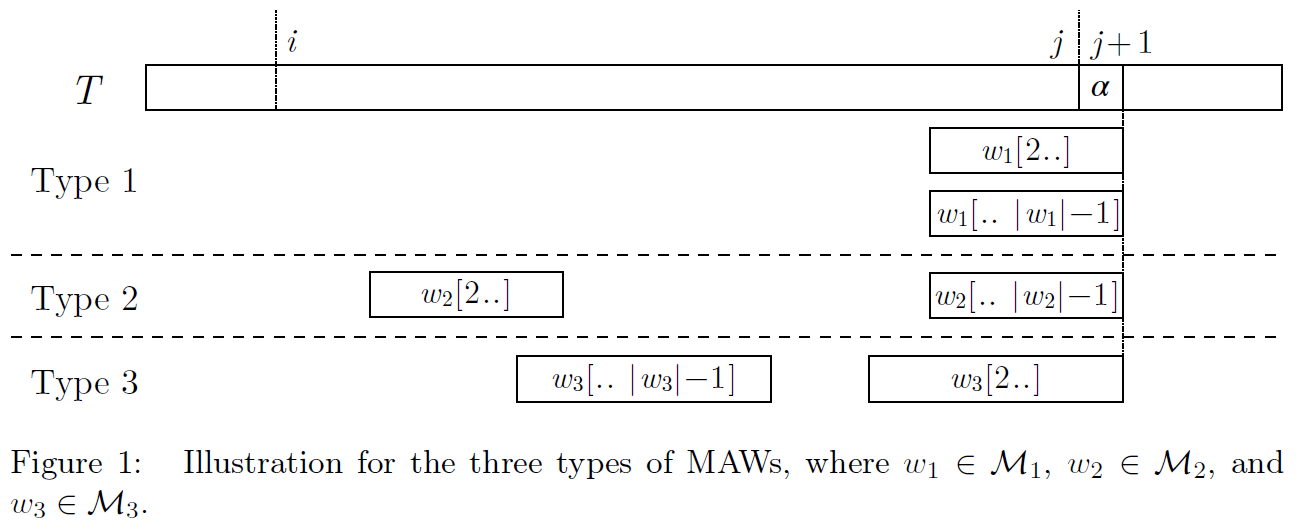 i j j+1
T α
w₁[2..]
Type 1
w₁[.. |w₁|−1]
Type 2 w₂[2..] w₂[.. |w₂|−1]
Type 3 w₃[.. |w₃|−1] w₃[2..]
Figure 1: Illustration for the three types of MAWs, where w₁ ∈ ℳ₁, w₂ ∈ ℳ₂, and
w₃ ∈ ℳ₃.